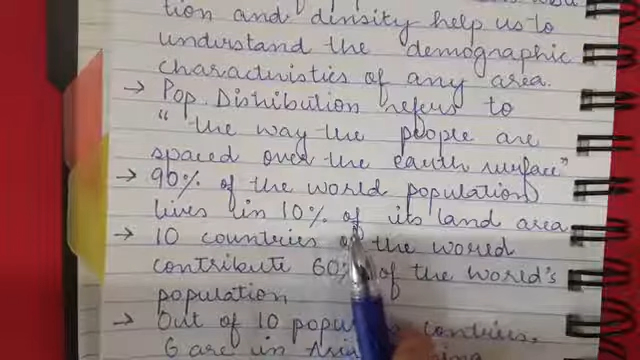 tion and dinsity help us to
understand the demographic
characteristics of any area.
→ Pop. Distribution refers to
"the way the people are
spaced over the earth surface"
→ 90% of the world population
lives in 10% of its land area
→ 10 countries of the world
contribute 60% of the world's
population
→ Out of 10 contries,
6 are in